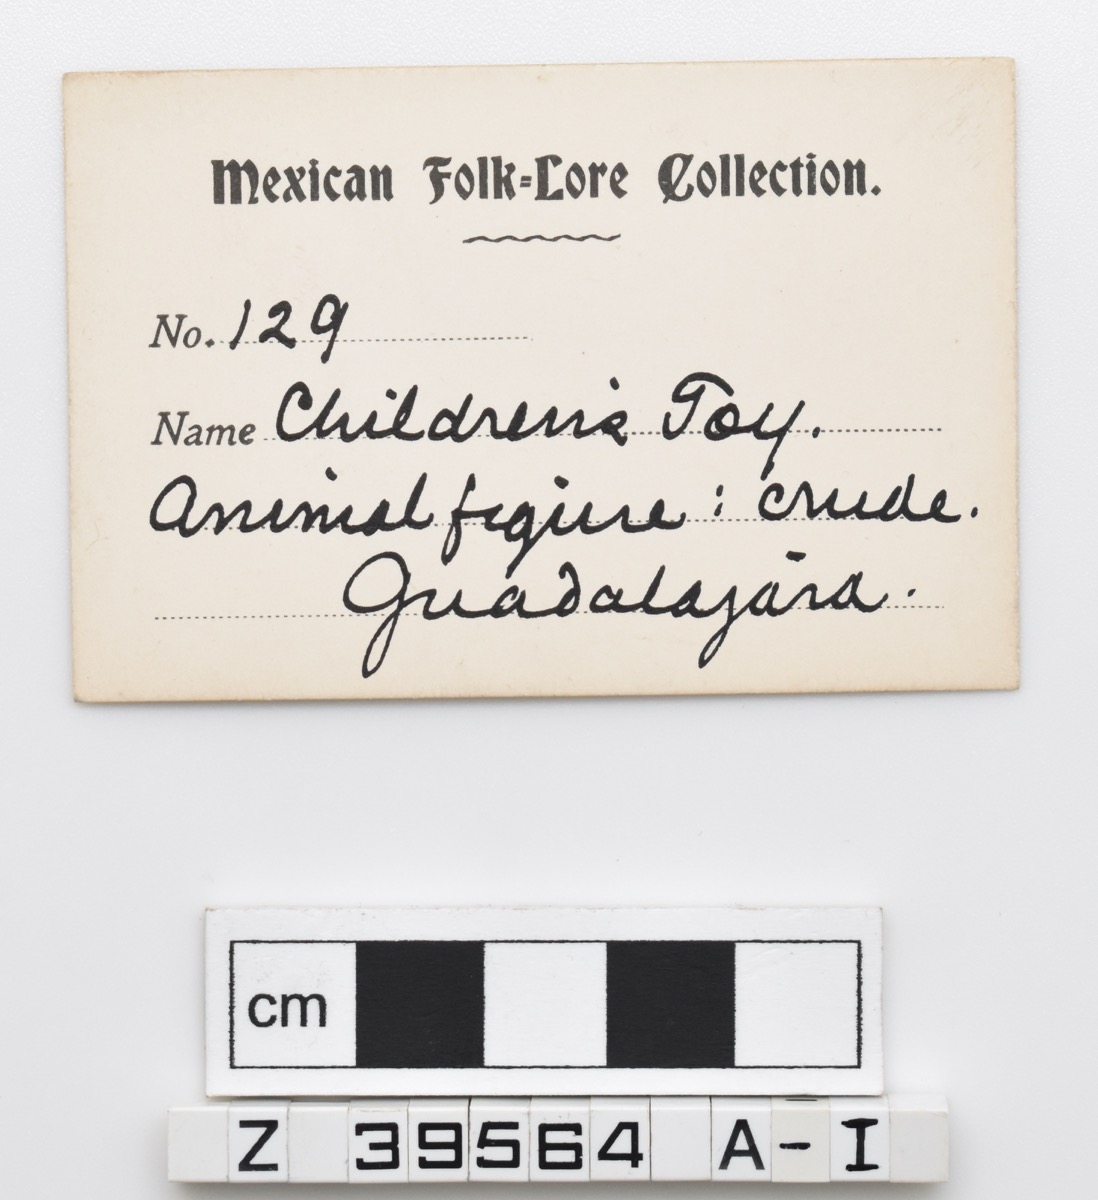 Mexican Folk-Lore Collection.
No. 129
Name Children's Toy.
Animal figure : crude.
Guadalajara.
cm
Z 39564 A-I